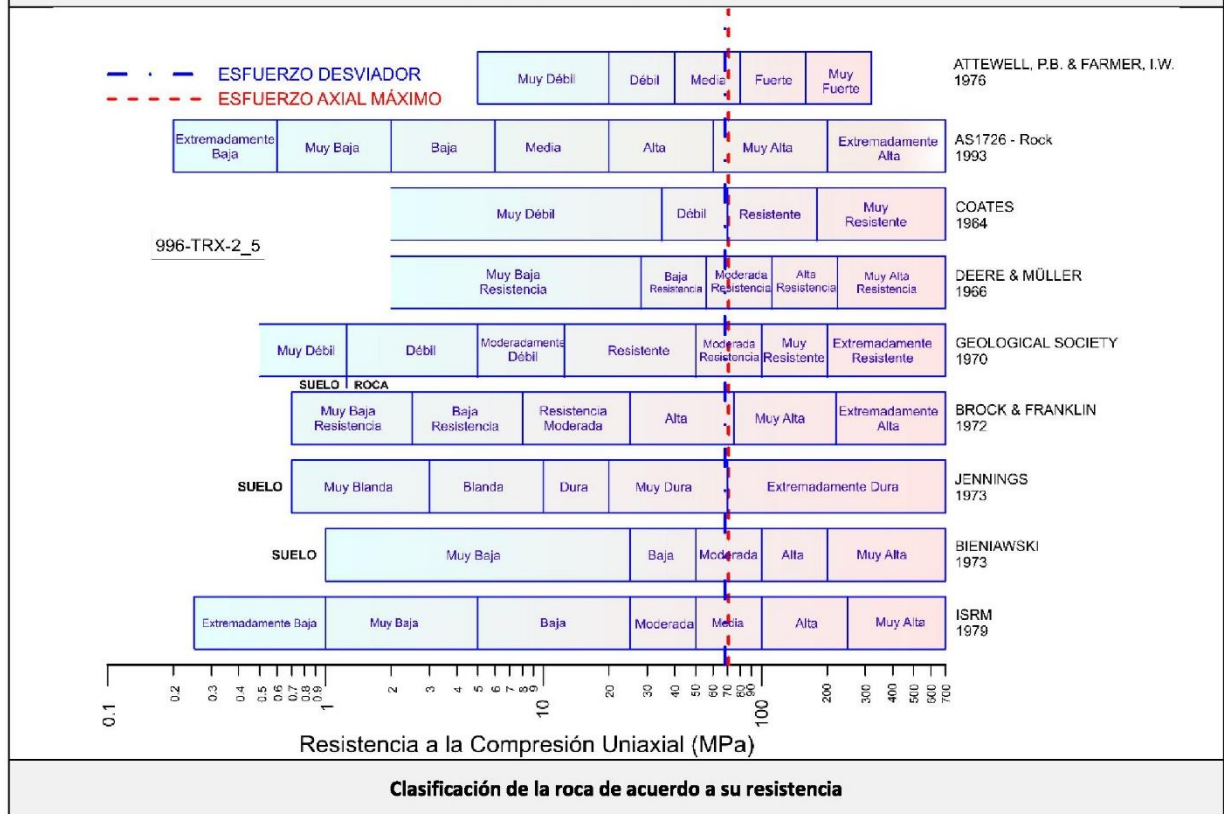 ESFUERZO DESVIADOR
ESFUERZO AXIAL MÁXIMO
Muy Débil
Débil
Media
Fuerte
Muy
Fuerte
ATTEWELL, P.B. & FARMER, I.W.
1976
Extremadamente
Baja
Muy Baja
Baja
Media
Alta
Muy Alta
Extremadamente
Alta
AS1726 - Rock
1993
Muy Débil
Débil
Resistente
Muy
Resistente
COATES
1964
996-TRX-2_5
Muy Baja
Resistencia
Baja
Resistencia
Moderada
Resistencia
Alta
Resistencia
Muy Alta
Resistencia
DEERE & MÜLLER
1966
Muy Débil
Débil
Moderadamente
Débil
Resistente
Moderada
Resistencia
Muy
Resistente
Extremadamente
Resistente
GEOLOGICAL SOCIETY
1970
SUELO
ROCA
Muy Baja
Resistencia
Baja
Resistencia
Resistencia
Moderada
Alta
Muy Alta
Extremadamente
Alta
BROCK & FRANKLIN
1972
SUELO
Muy Blanda
Blanda
Dura
Muy Dura
Extremadamente Dura
JENNINGS
1973
SUELO
Muy Baja
Baja
Moderada
Alta
Muy Alta
BIENIAWSKI
1973
Extremadamente Baja
Muy Baja
Baja
Moderada
Media
Alta
Muy Alta
ISRM
1979
0.1
0.2
0.3
0.4
0.5
0.6
0.7
0.8
0.9
1
2
3
4
5
6
7
8
9
10
20
30
40
50
60
70
80
90
100
200
300
400
500
600
700
Resistencia a la Compresión Uniaxial (MPa)
Clasificación de la roca de acuerdo a su resistencia